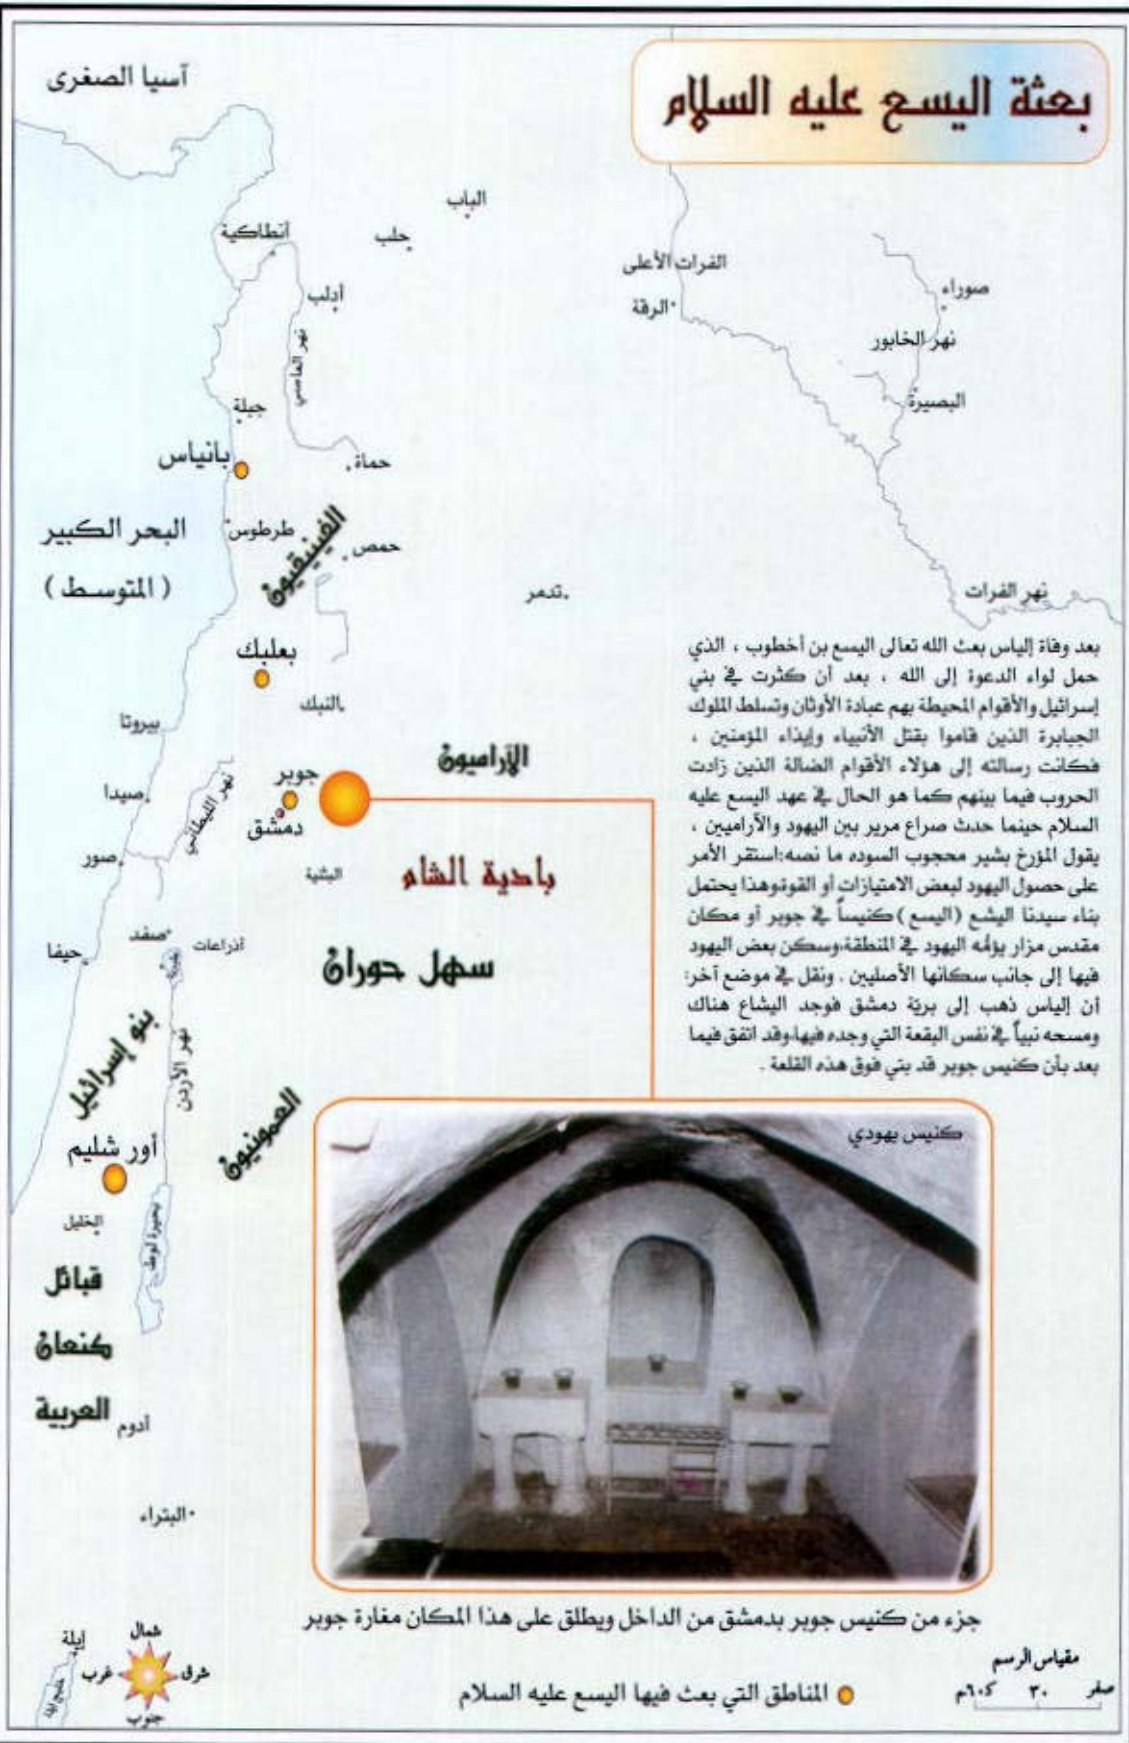 بعثة اليسع عليه السلام
آسيا الصغرى
الباب
أنطاكية
حلب
الفرات الأعلى
أدلب
صوراء
الرقة
نهر العاصي
نهر الخابور
البصيرة
جبلة
بانياس
حماة
البحر الكبير
(المتوسط)
طرطوس
الفينيقيون
حمص
تدمر
نهر الفرات
بعلبك
النبك
بيروتا
الآراميون
جوبر
صيدا
نهر الليطاني
دمشق
صور
البثنية
بادية الشام
صفد
أذراعات
حيفا
سهل حوران
بنو إسرائيل
نهر الأردن
العمونيون
أور شليم
الخليل
بحيرة لوط
قبائل
كنعان
العربية
أدوم
البتراء
بعد وفاة إلياس بعث الله تعالى اليسع بن أخطوب ، الذي
حمل لواء الدعوة إلى الله ، بعد أن كثرت في بني
إسرائيل والأقوام المحيطة بهم عبادة الأوثان وتسلط الملوك
الجبابرة الذين قاموا بقتل الأنبياء وإيذاء المؤمنين ،
فكانت رسالته إلى هؤلاء الأقوام الضالة الذين زادت
الحروب فيما بينهم كما هو الحال في عهد اليسع عليه
السلام حينما حدث صراع مرير بين اليهود والآراميين ،
يقول المؤرخ بشير محجوب السوده ما نصه:استقر الأمر
على حصول اليهود لبعض الامتيازات أو القوة وهذا يحتمل
بناء سيدنا اليشع (اليسع) كنيساً في جوبر أو مكان
مقدس مزار يؤمه اليهود في المنطقة،وسكن بعض اليهود
فيها إلى جانب سكانها الأصليين . ونقل في موضع آخر:
أن إلياس ذهب إلى بريّة دمشق فوجد اليشاع هناك
ومسحه نبياً في نفس البقعة التي وجده فيها،وقد اتفق فيما
بعد بأن كنيس جوبر قد بني فوق هذه القلعة .
كنيس يهودي
جزء من كنيس جوبر بدمشق من الداخل ويطلق على هذا المكان مغارة جوبر
المناطق التي بعث فيها اليسع عليه السلام
إيلة
شمال
شرق
غرب
جنوب
مقياس الرسم
صفر ٣٠ ٦٠كم